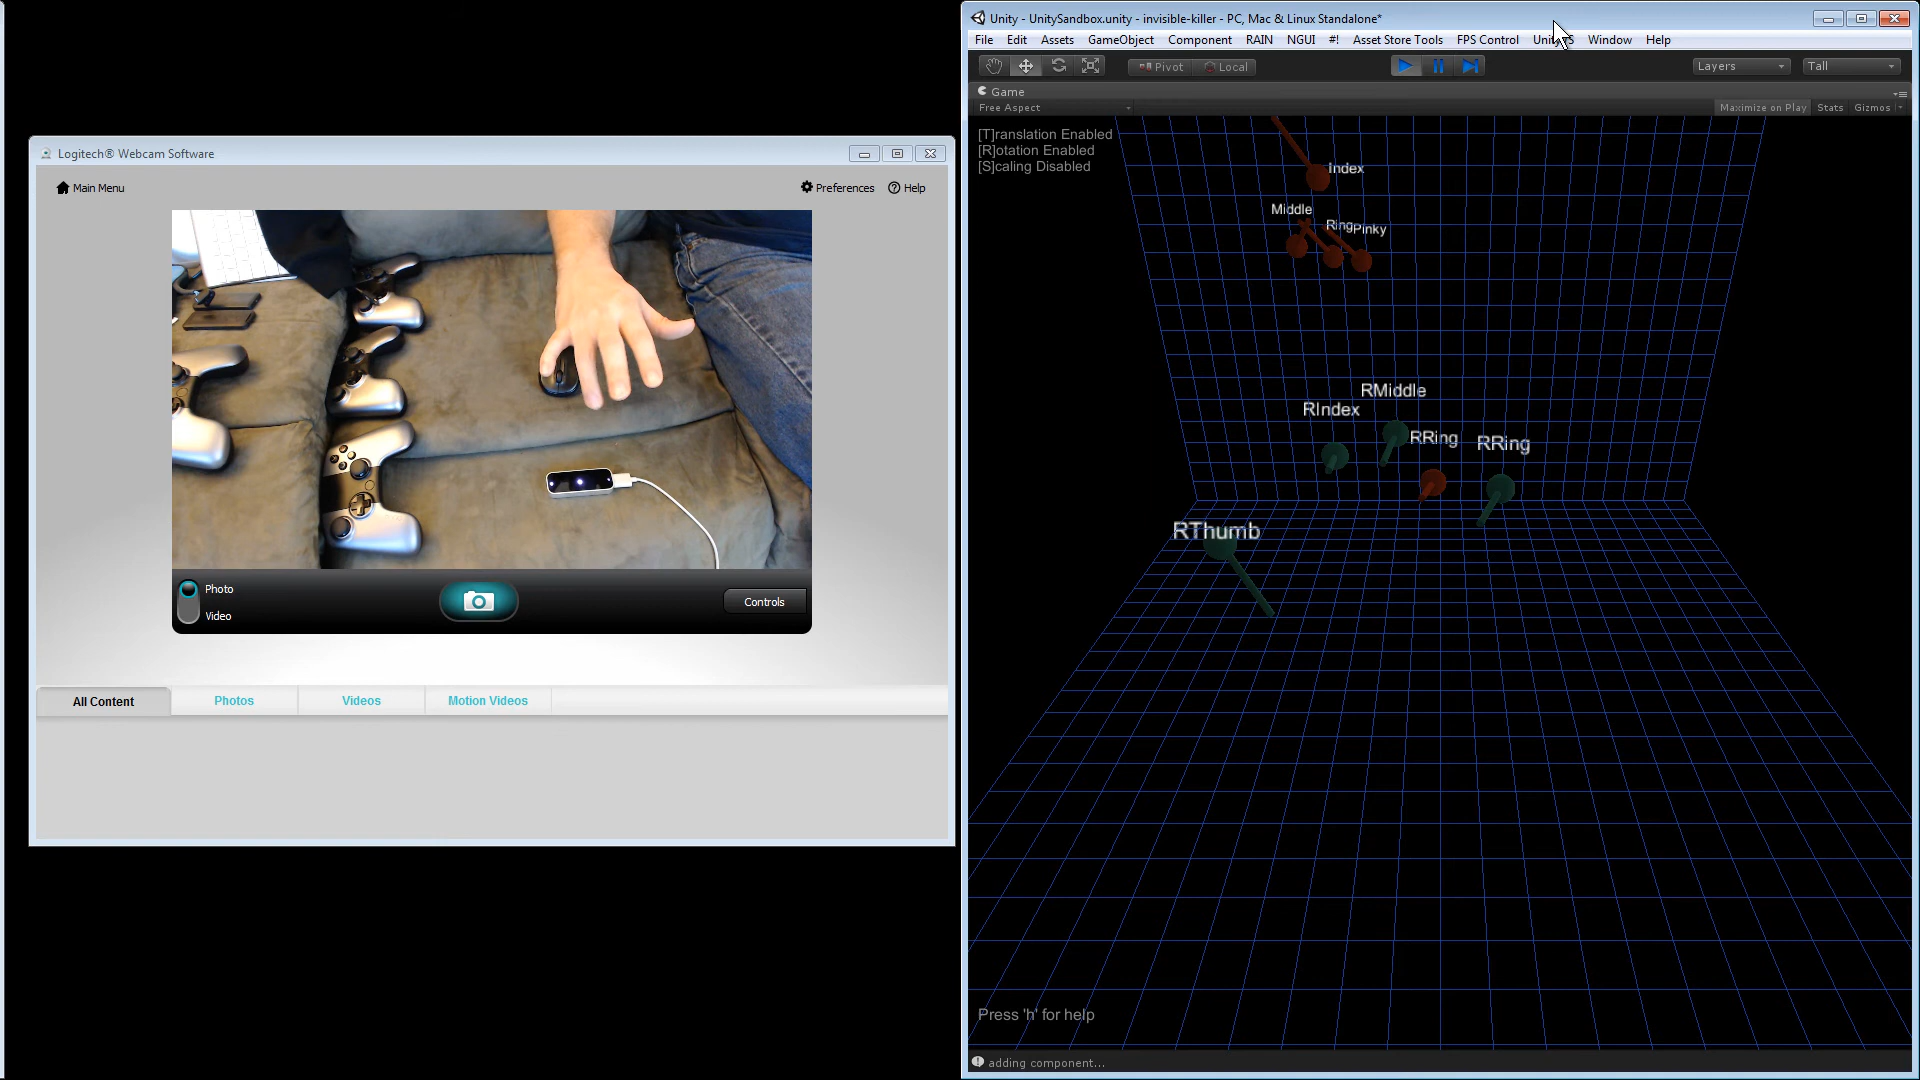 Logitech® Webcam Software
Main Menu
Preferences
Help
Photo
Video
Controls
All Content
Photos
Videos
Motion Videos
Unity - UnitySandbox.unity - invisible-killer - PC, Mac & Linux Standalone*
File Edit Assets GameObject Component RAIN NGUI #! Asset Store Tools FPS Control Window Help
Pivot Local Layers Tall
Game
Free Aspect Maximize on Play Stats Gizmos
[T]ranslation Enabled
[R]otation Enabled
[S]caling Disabled
Index
Middle
Ring
Pinky
RMiddle
RIndex
RRing
RRing
RThumb
Press 'h' for help
adding component...